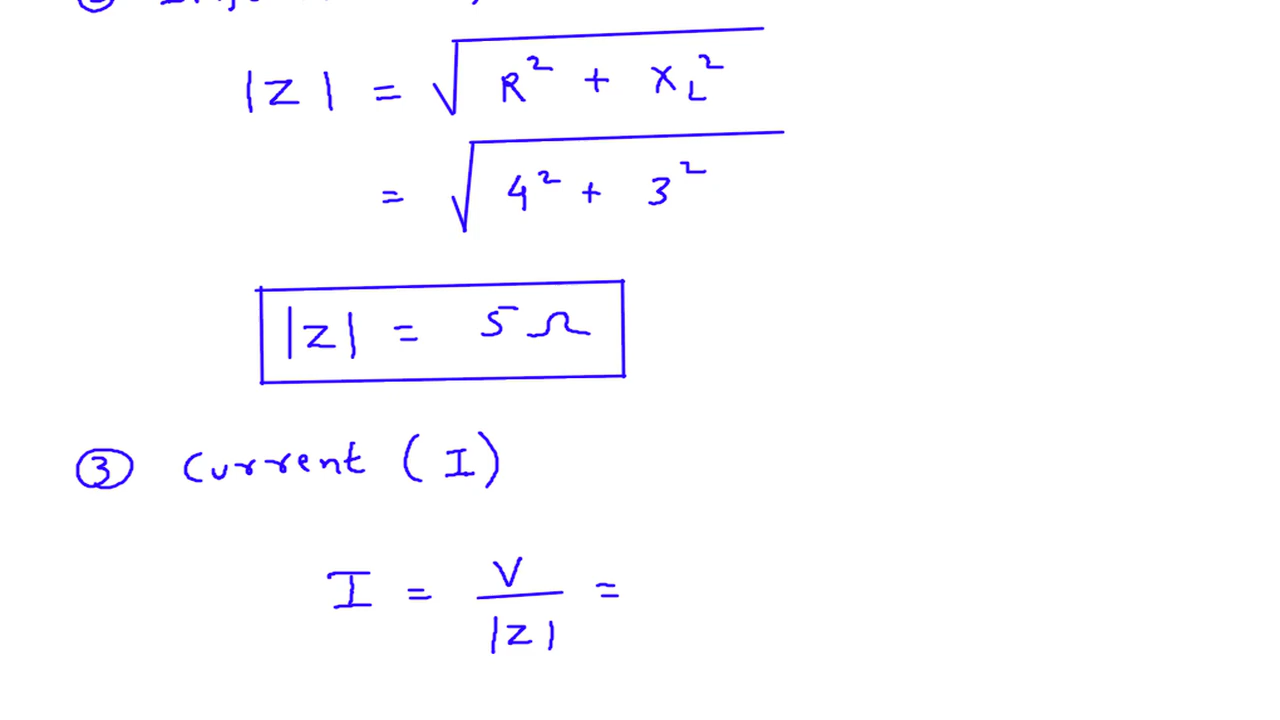 |Z| = √(R² + X_L²)
= √(4² + 3²)
|Z| = 5 Ω
③ Current (I)
I = V / |Z| =